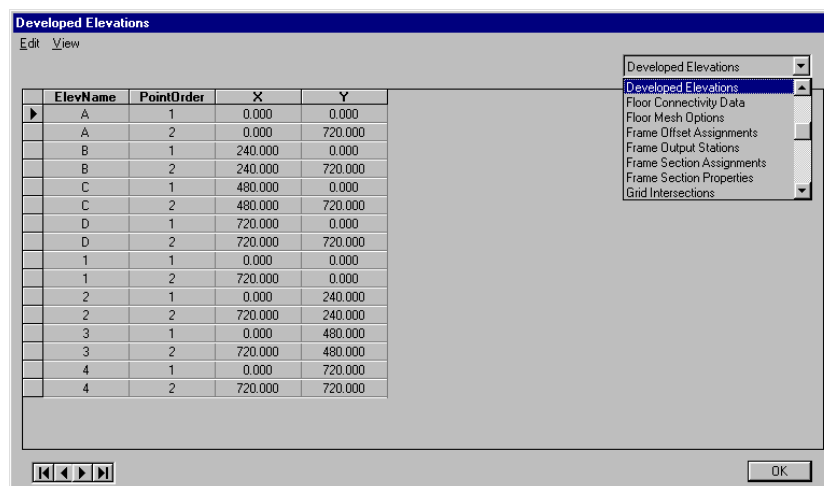 Developed Elevations
Edit View
Developed Elevations
Developed Elevations
Floor Connectivity Data
Floor Mesh Options
Frame Offset Assignments
Frame Output Stations
Frame Section Assignments
Frame Section Properties
Grid Intersections
ElevName PointOrder X Y
A 1 0.000 0.000
A 2 0.000 720.000
B 1 240.000 0.000
B 2 240.000 720.000
C 1 480.000 0.000
C 2 480.000 720.000
D 1 720.000 0.000
D 2 720.000 720.000
1 1 0.000 0.000
1 2 720.000 0.000
2 1 0.000 240.000
2 2 720.000 240.000
3 1 0.000 480.000
3 2 720.000 480.000
4 1 0.000 720.000
4 2 720.000 720.000
OK